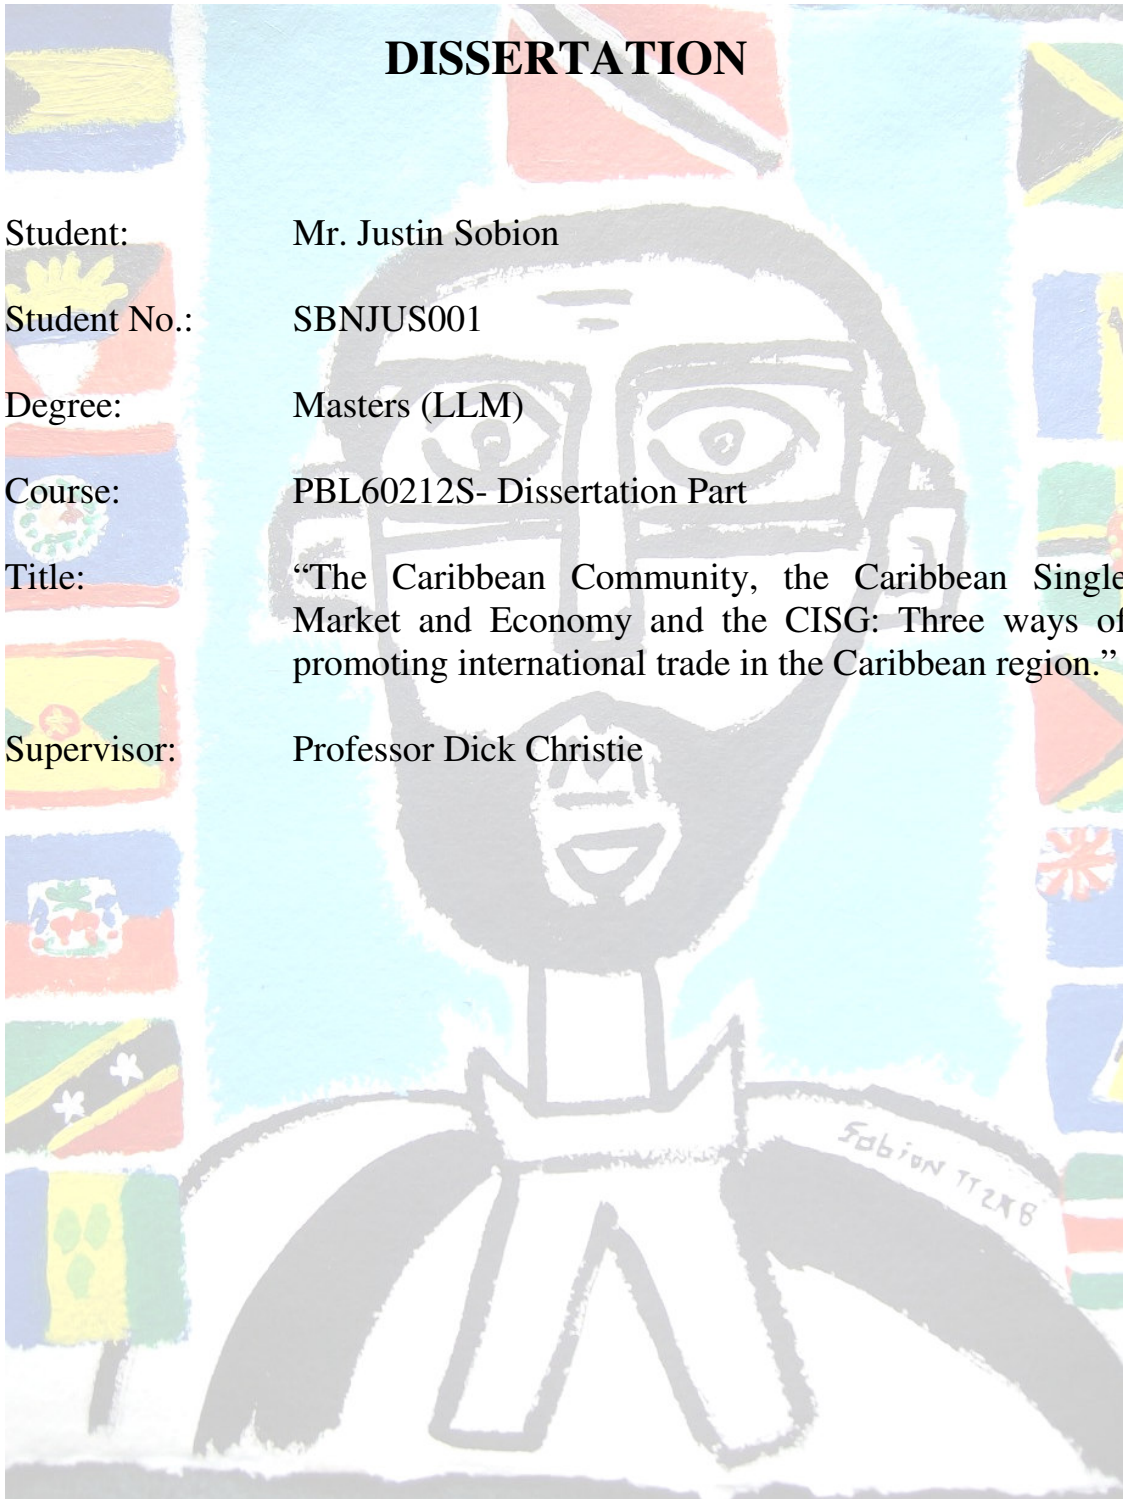 DISSERTATION
Student: Mr. Justin Sobion
Student No.: SBNJUS001
Degree: Masters (LLM)
Course: PBL60212S- Dissertation Part
Title: “The Caribbean Community, the Caribbean Single
Market and Economy and the CISG: Three ways of
promoting international trade in the Caribbean region.”
Supervisor: Professor Dick Christie
Sobion